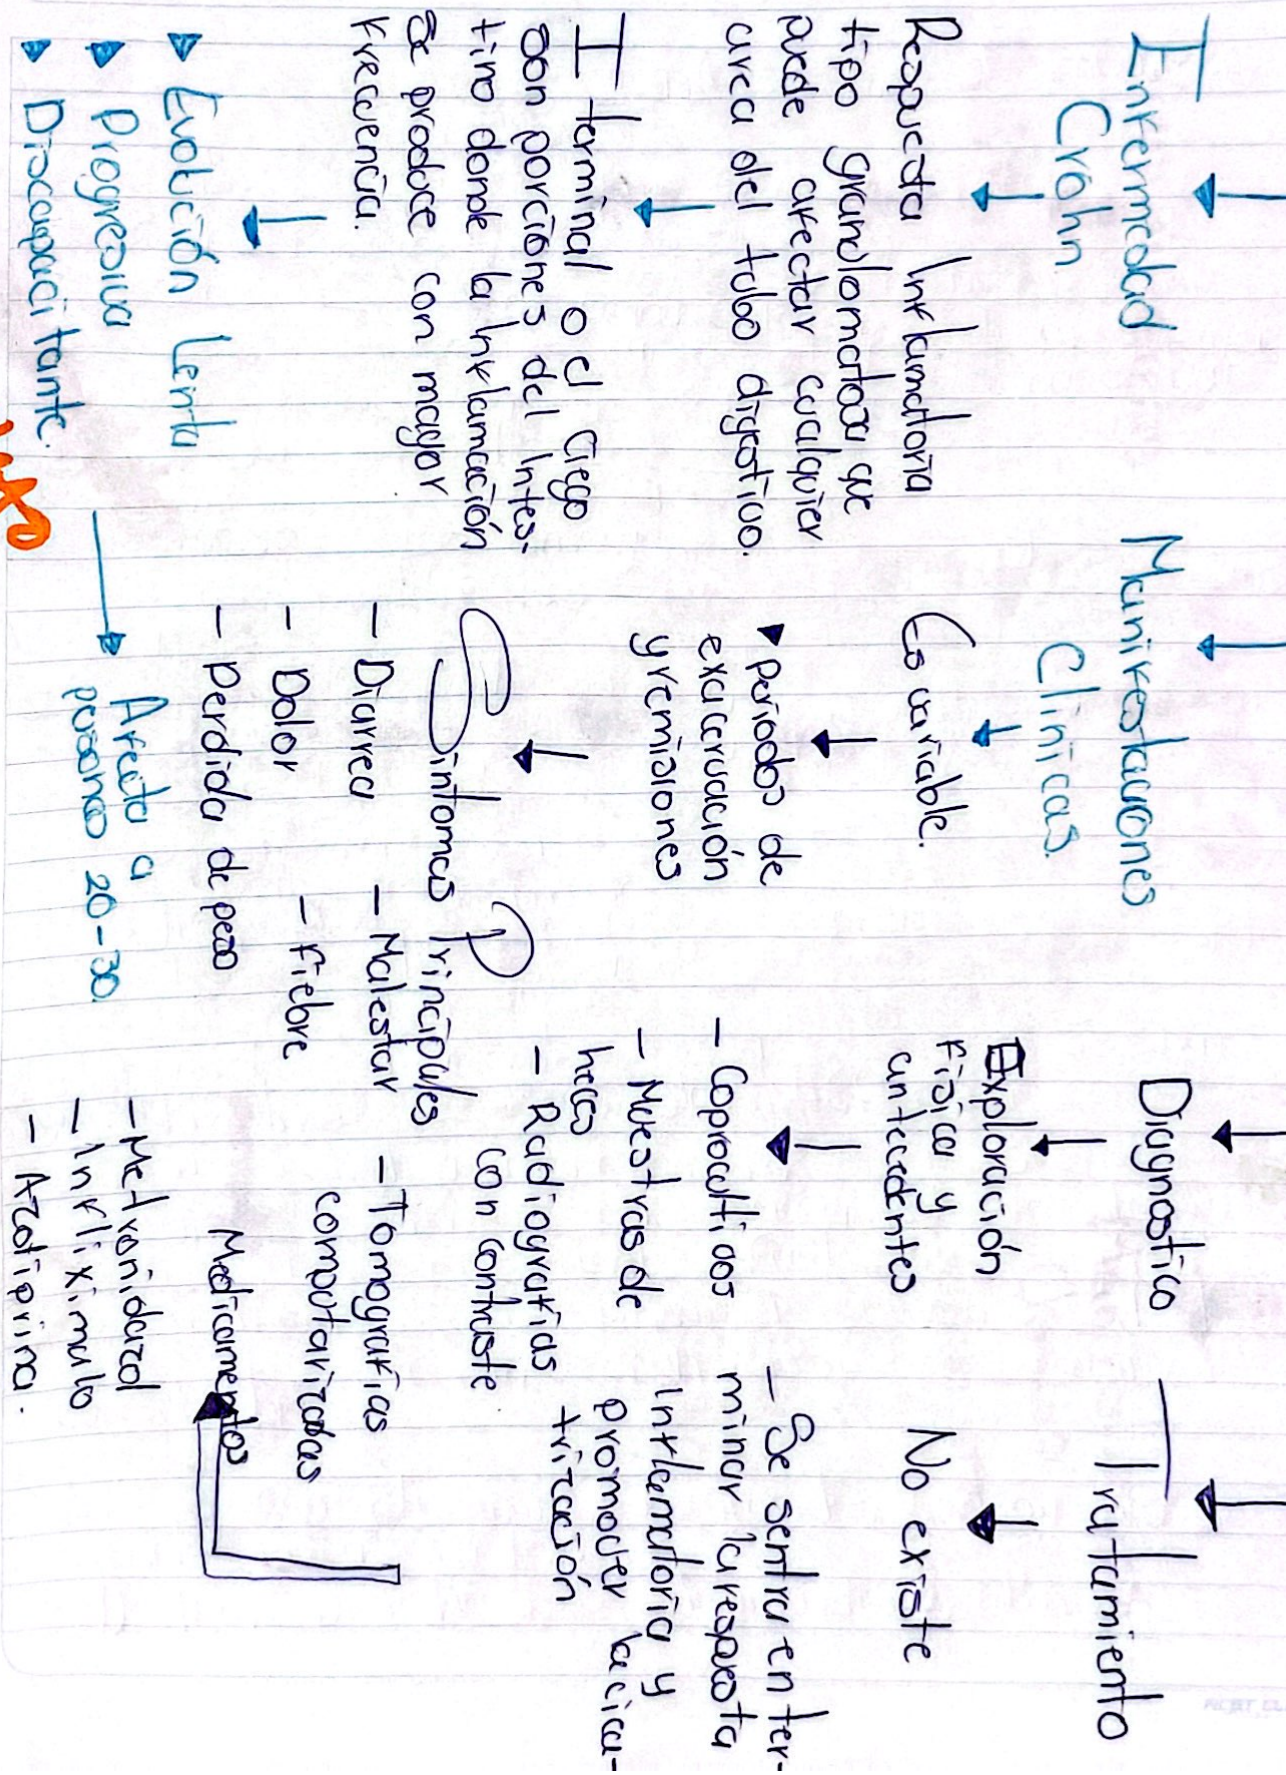 Enfermedad
Crohn
Respuesta Inflamatoria
tipo granulomatosa que
puede afectar cualquier
area del tubo digestivo.
I terminal o el Ciego
son porciones del Intes-
tino donde la Inflamación
se produce con mayor
frecuencia.
Evolución Lenta
Progresiva
Discapacitante.
Manifestaciones
Clínicas.
Es variable.
Periodos de
exacervación
y remisiones
Síntomas Principales
- Diarrea - Malestar
- Dolor - Fiebre
- Perdida de peso
Afecta a
personas 20-30.
Diagnostico
Exploración
Física y
antecedentes
- Coprocultivos
- Muestras de
heces
- Radiografías
con contraste
- Tomografías
computarizadas
Tratamiento
No existe
- Se sentra en ter-
minar la respuesta
Inflamatoria y
promover la cica-
trización
Medicamentos
- Metronidazol
- Infliximalo
- Azotiprina.